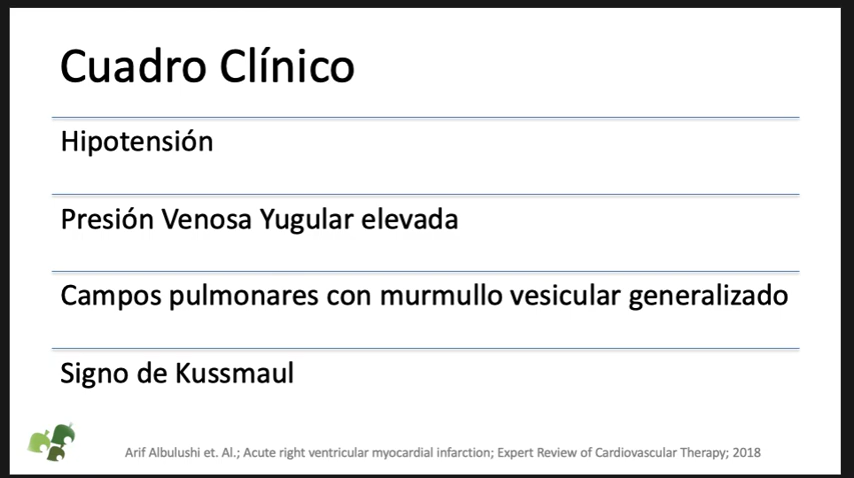 Cuadro Clínico
Hipotensión
Presión Venosa Yugular elevada
Campos pulmonares con murmullo vesicular generalizado
Signo de Kussmaul
Arif Albulushi et. Al.; Acute right ventricular myocardial infarction; Expert Review of Cardiovascular Therapy; 2018